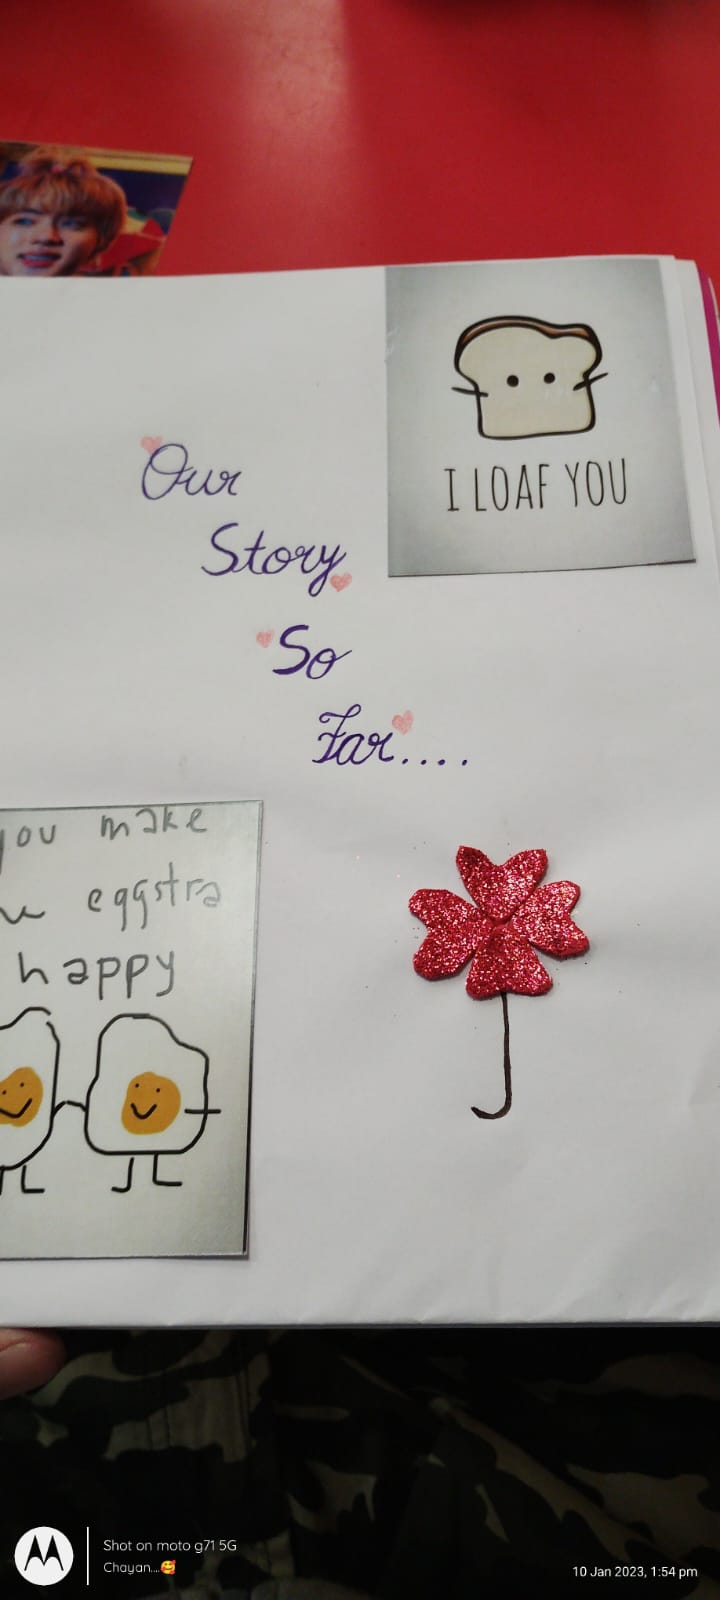 I LOAF YOU
Our
Story
So
Far....
you make
eggstra
happy
Shot on moto g71 5G
Chayan...🥰
10 Jan 2023, 1:54 pm